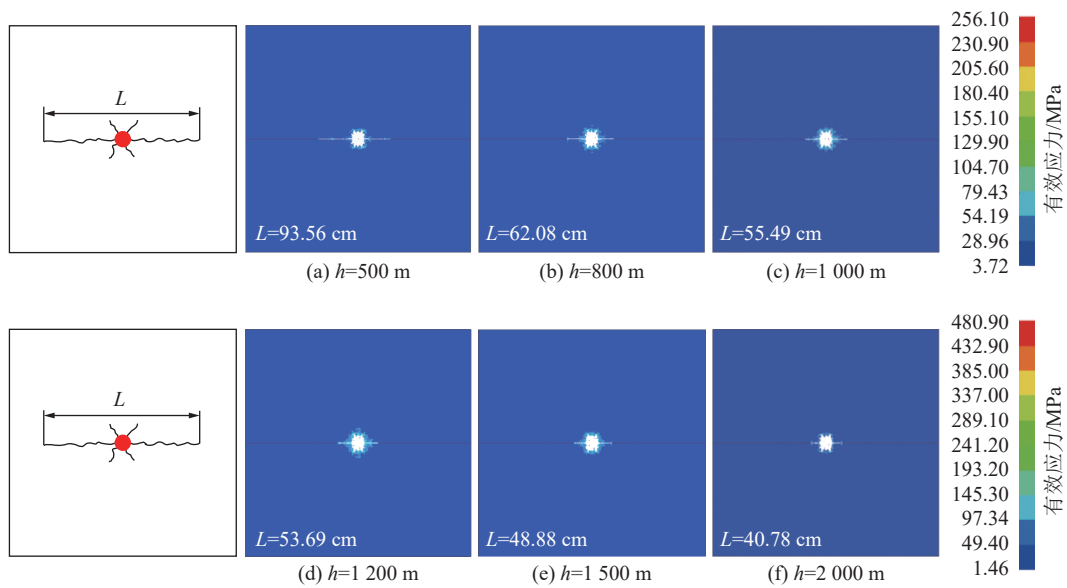 L
L=93.56 cm
L=62.08 cm
L=55.49 cm
(a) h=500 m
(b) h=800 m
(c) h=1 000 m
256.10
230.90
205.60
180.40
155.10
129.90
104.70
79.43
54.19
28.96
3.72
有效应力/MPa
L
L=53.69 cm
L=48.88 cm
L=40.78 cm
(d) h=1 200 m
(e) h=1 500 m
(f) h=2 000 m
480.90
432.90
385.00
337.00
289.10
241.20
193.20
145.30
97.34
49.40
1.46
有效应力/MPa